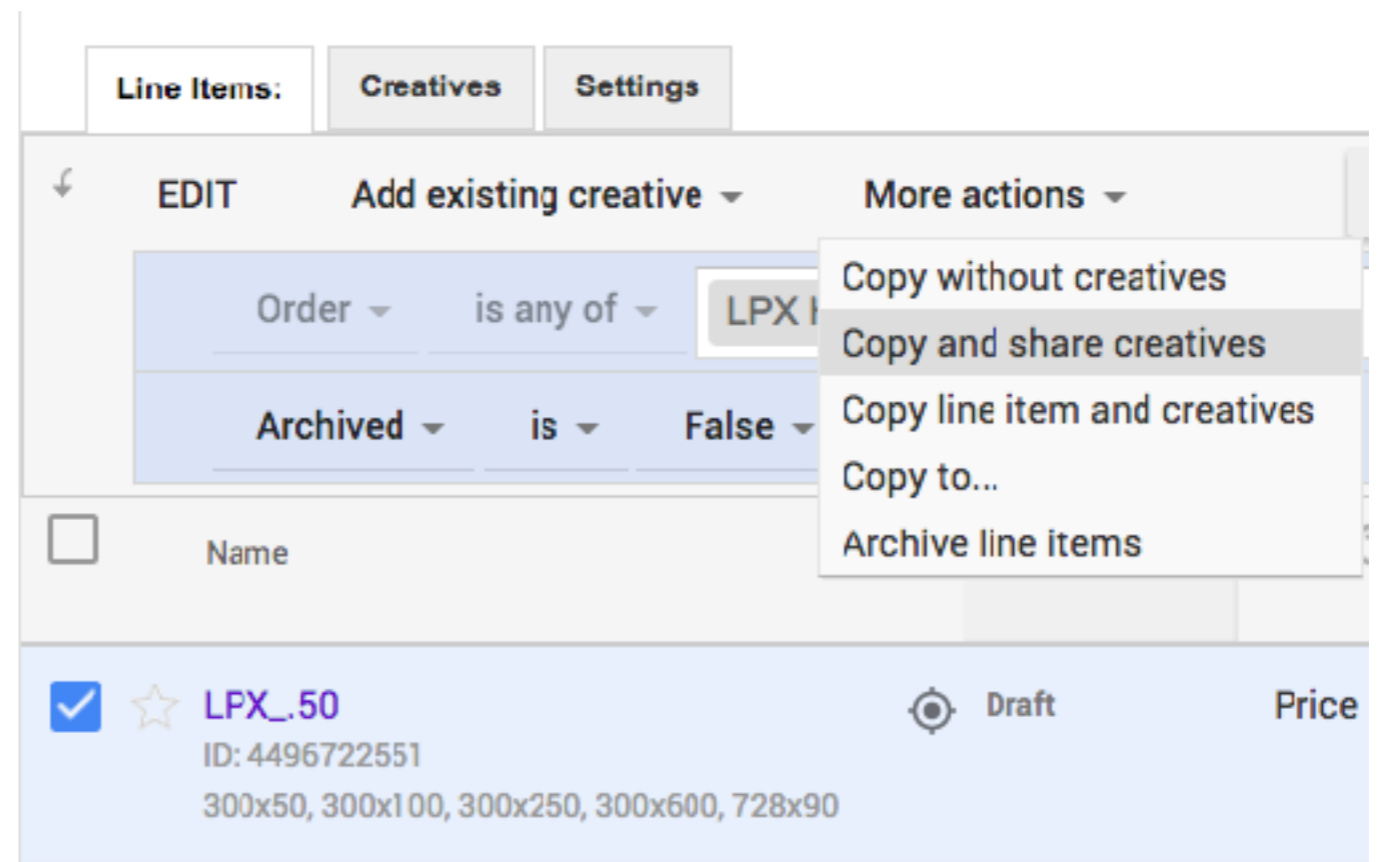 Line Items: Creatives Settings
EDIT Add existing creative More actions
Copy without creatives
Order is any of LPX
Copy and share creatives
Copy line item and creatives
Archived is False
Copy to...
Archive line items
Name
LPX_.50 Draft Price
ID: 4496722551
300x50, 300x100, 300x250, 300x600, 728x90